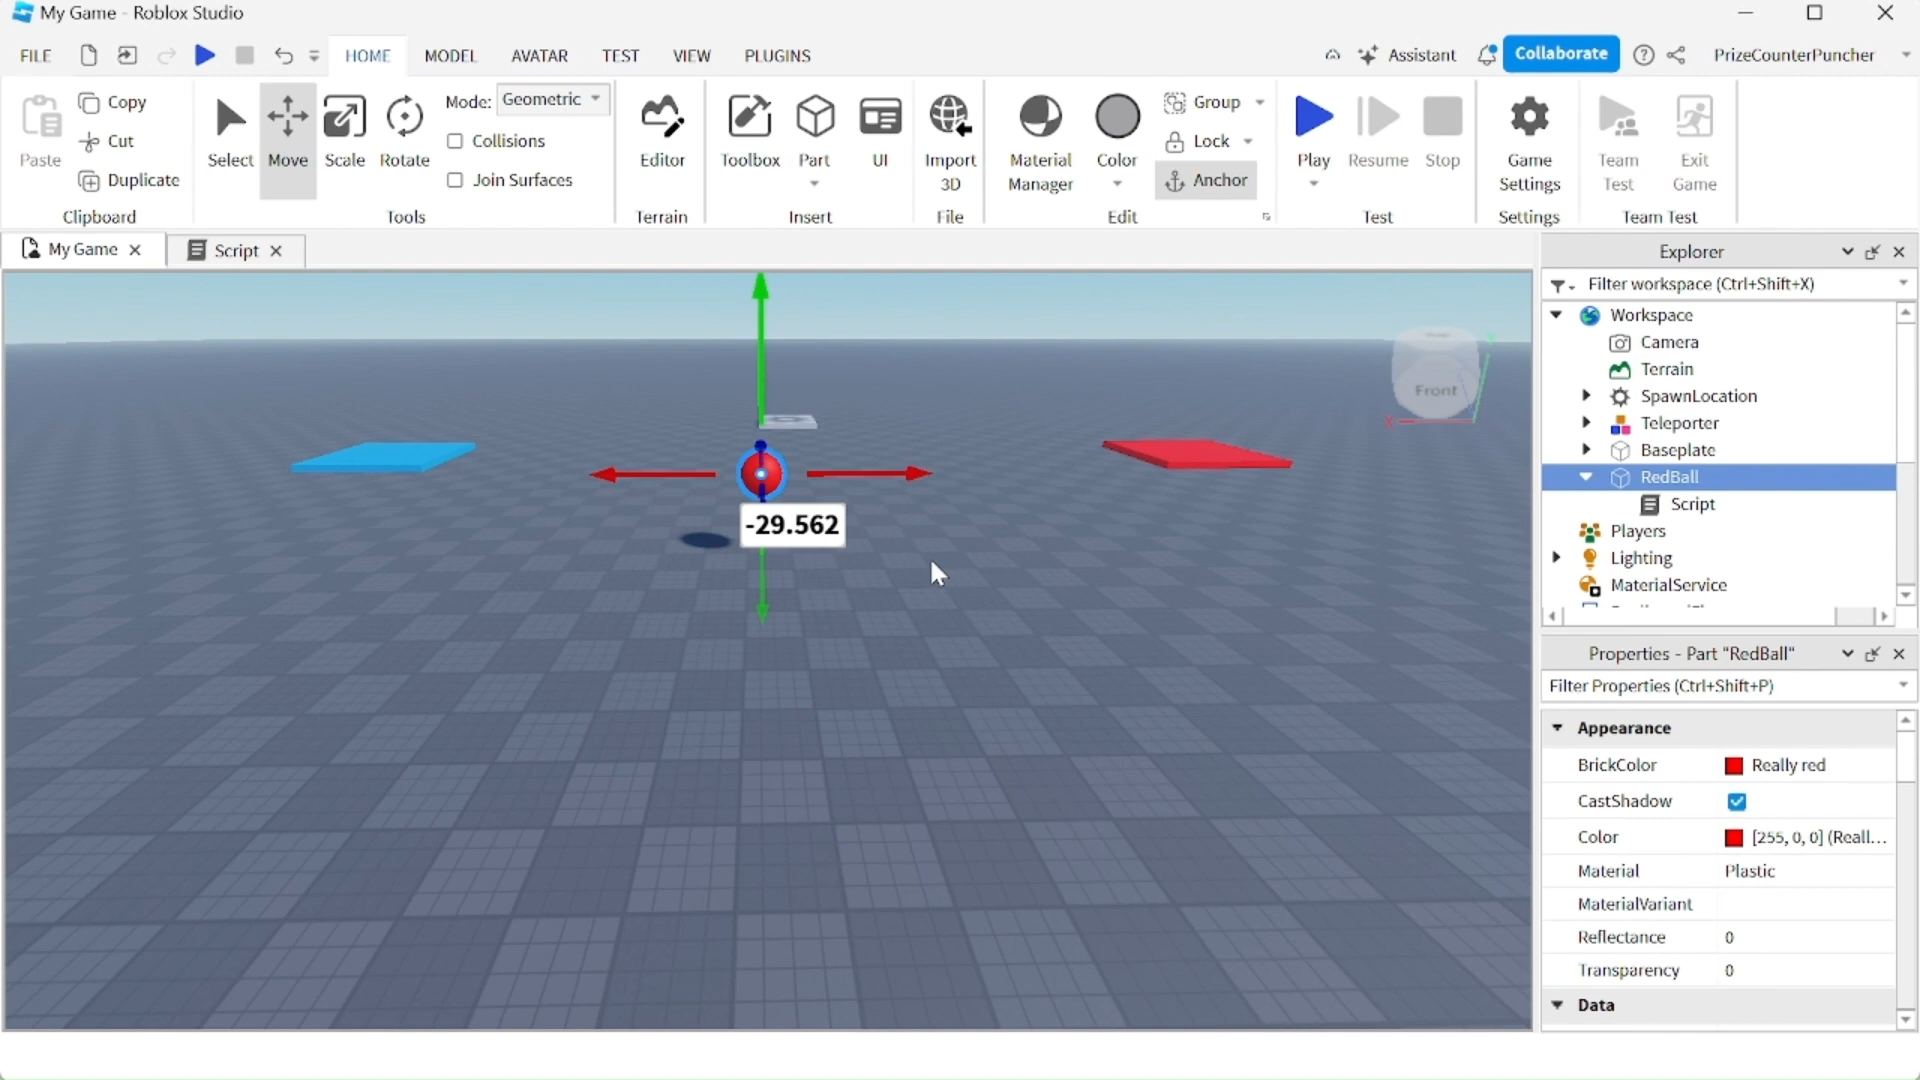 My Game - Roblox Studio
FILE HOME MODEL AVATAR TEST VIEW PLUGINS Assistant Collaborate PrizeCounterPuncher
Paste
Copy
Cut
Duplicate
Clipboard
Select
Move
Scale
Rotate
Mode: Geometric
Collisions
Join Surfaces
Tools
Editor
Terrain
Toolbox
Part
UI
Insert
Import
3D
File
Material
Manager
Color
Group
Lock
Anchor
Edit
Play
Resume
Stop
Test
Game
Settings
Settings
Team
Test
Exit
Game
Team Test
My Game
Script
Front
-29.562
Explorer
Filter workspace (Ctrl+Shift+X)
Workspace
Camera
Terrain
SpawnLocation
Teleporter
Baseplate
RedBall
Script
Players
Lighting
MaterialService
Properties - Part "RedBall"
Filter Properties (Ctrl+Shift+P)
Appearance
BrickColor Really red
CastShadow
Color [255, 0, 0] (Reall...
Material Plastic
MaterialVariant
Reflectance 0
Transparency 0
Data